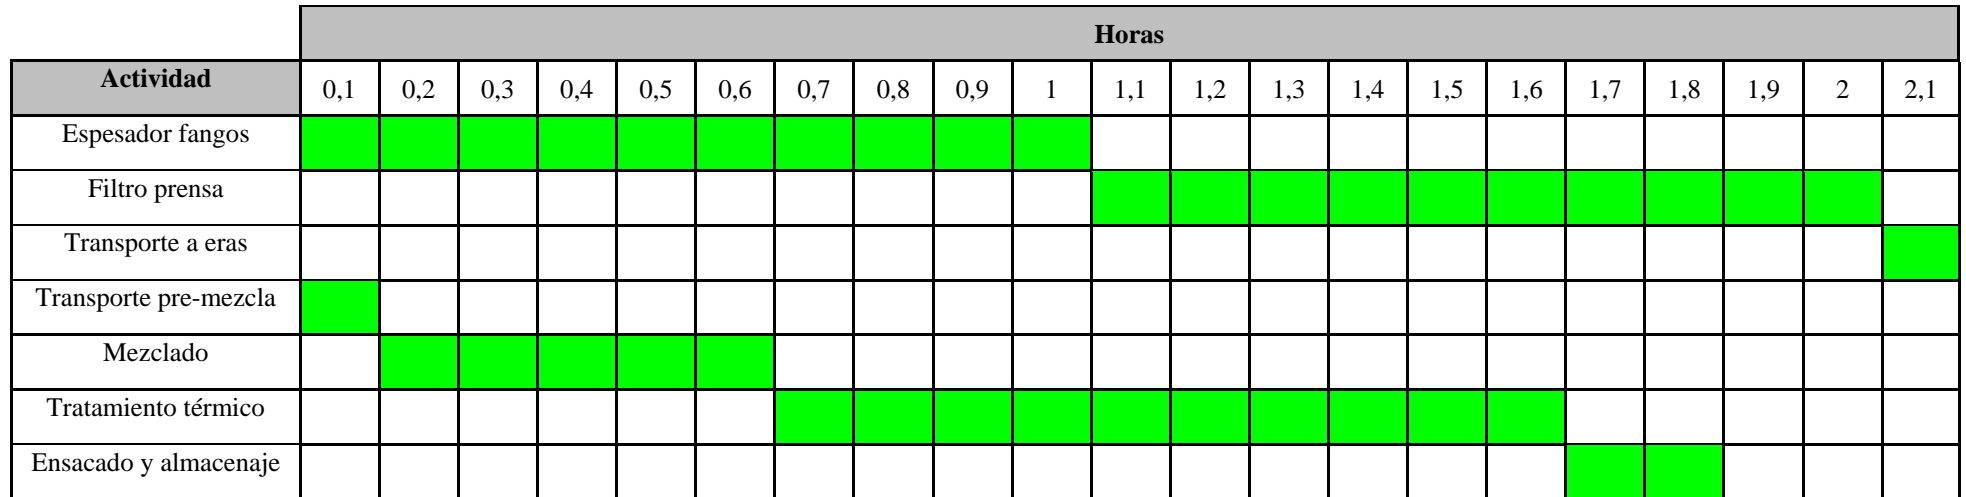 Horas
Actividad 0,1 0,2 0,3 0,4 0,5 0,6 0,7 0,8 0,9 1 1,1 1,2 1,3 1,4 1,5 1,6 1,7 1,8 1,9 2 2,1
Espesador fangos
Filtro prensa
Transporte a eras
Transporte pre-mezcla
Mezclado
Tratamiento térmico
Ensacado y almacenaje